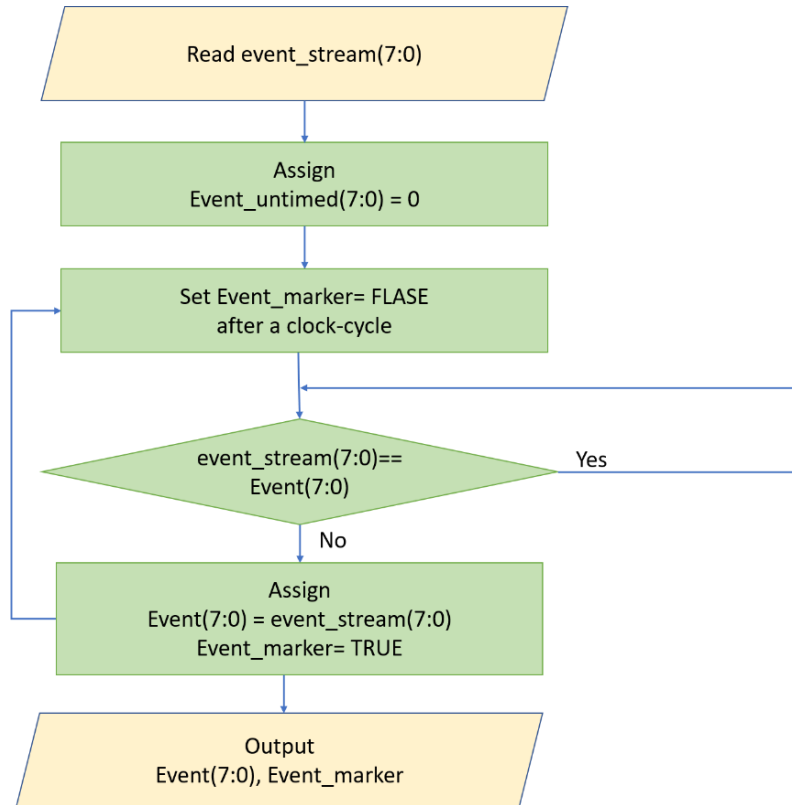 Read event_stream(7:0)
Assign
Event_untimed(7:0) = 0
Set Event_marker= FLASE
after a clock-cycle
event_stream(7:0)==
Event(7:0)
Yes
No
Assign
Event(7:0) = event_stream(7:0)
Event_marker= TRUE
Output
Event(7:0), Event_marker